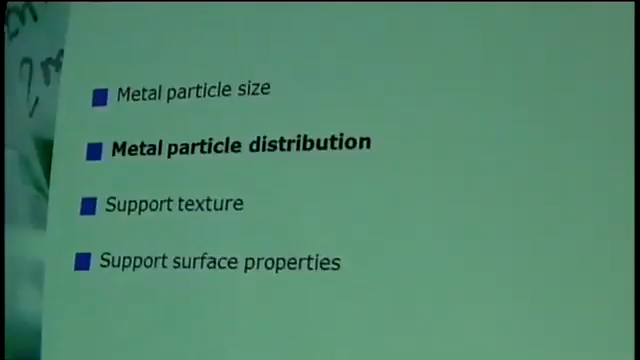 Metal particle size
Metal particle distribution
Support texture
Support surface properties